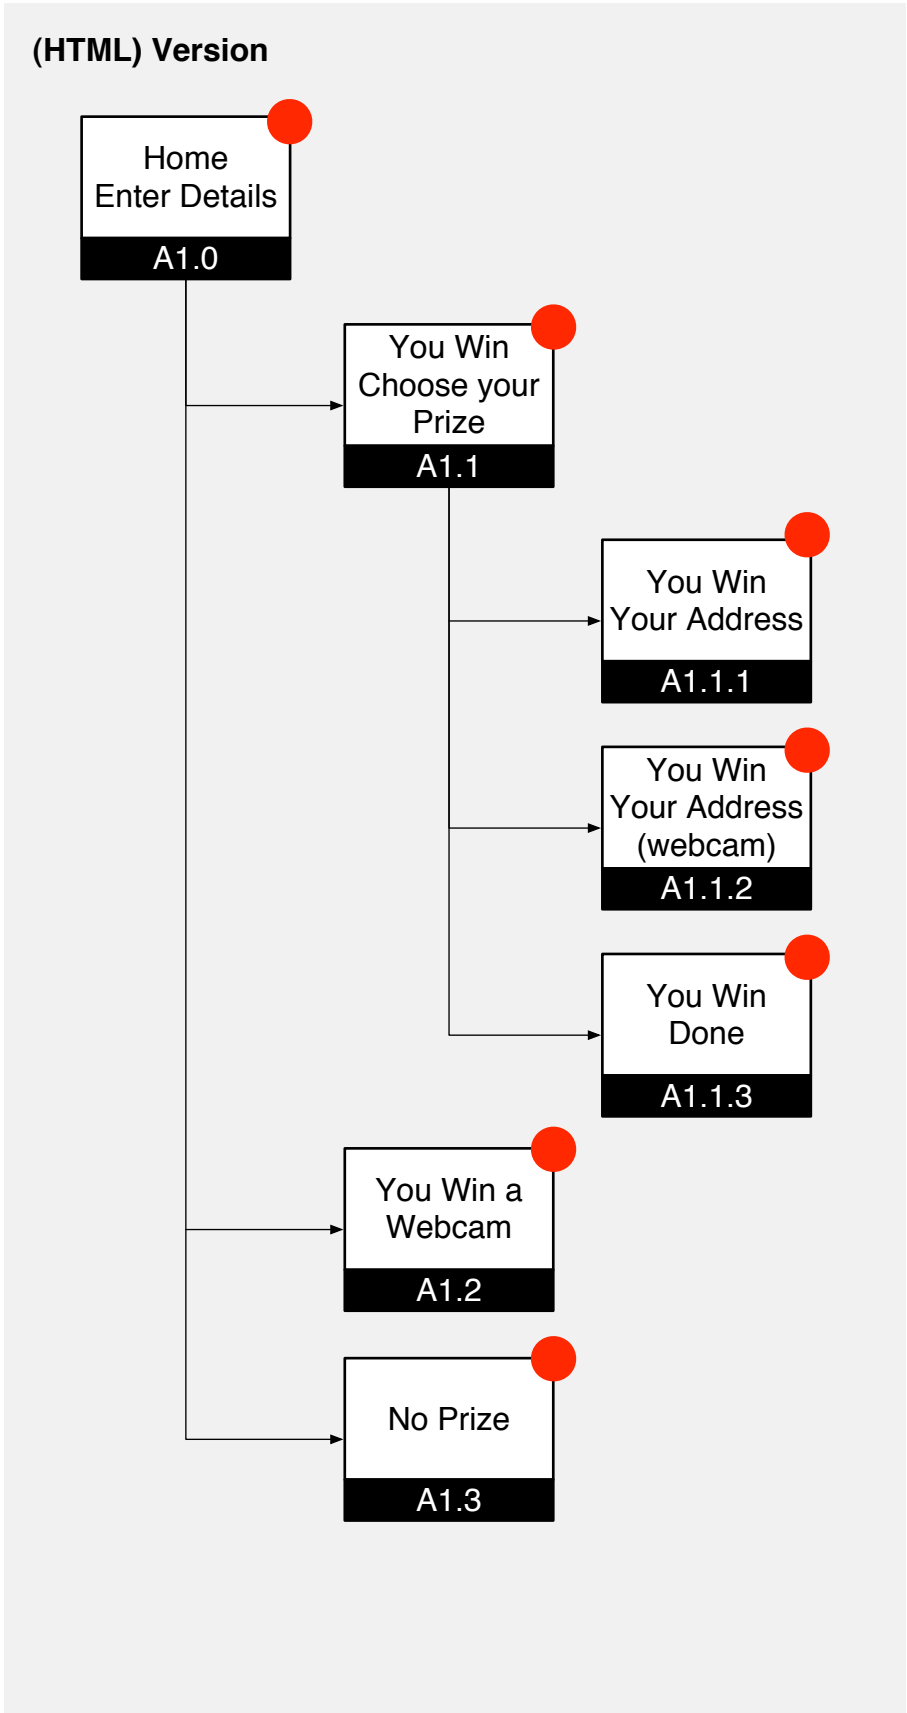 (HTML) Version
Home
Enter Details
A1.0
You Win
Choose your
Prize
A1.1
You Win
Your Address
A1.1.1
You Win
Your Address
(webcam)
A1.1.2
You Win
Done
A1.1.3
You Win a
Webcam
A1.2
No Prize
A1.3